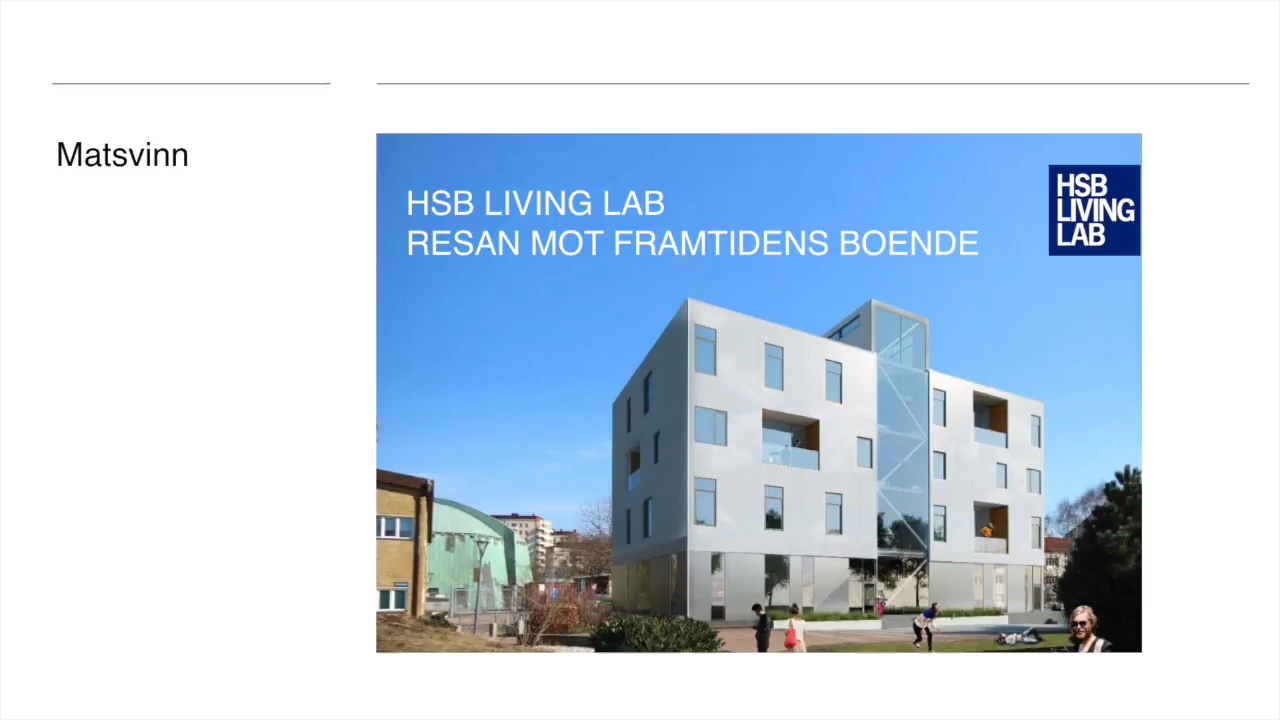 Matsvinn
HSB LIVING LAB
RESAN MOT FRAMTIDENS BOENDE
HSB
LIVING
LAB